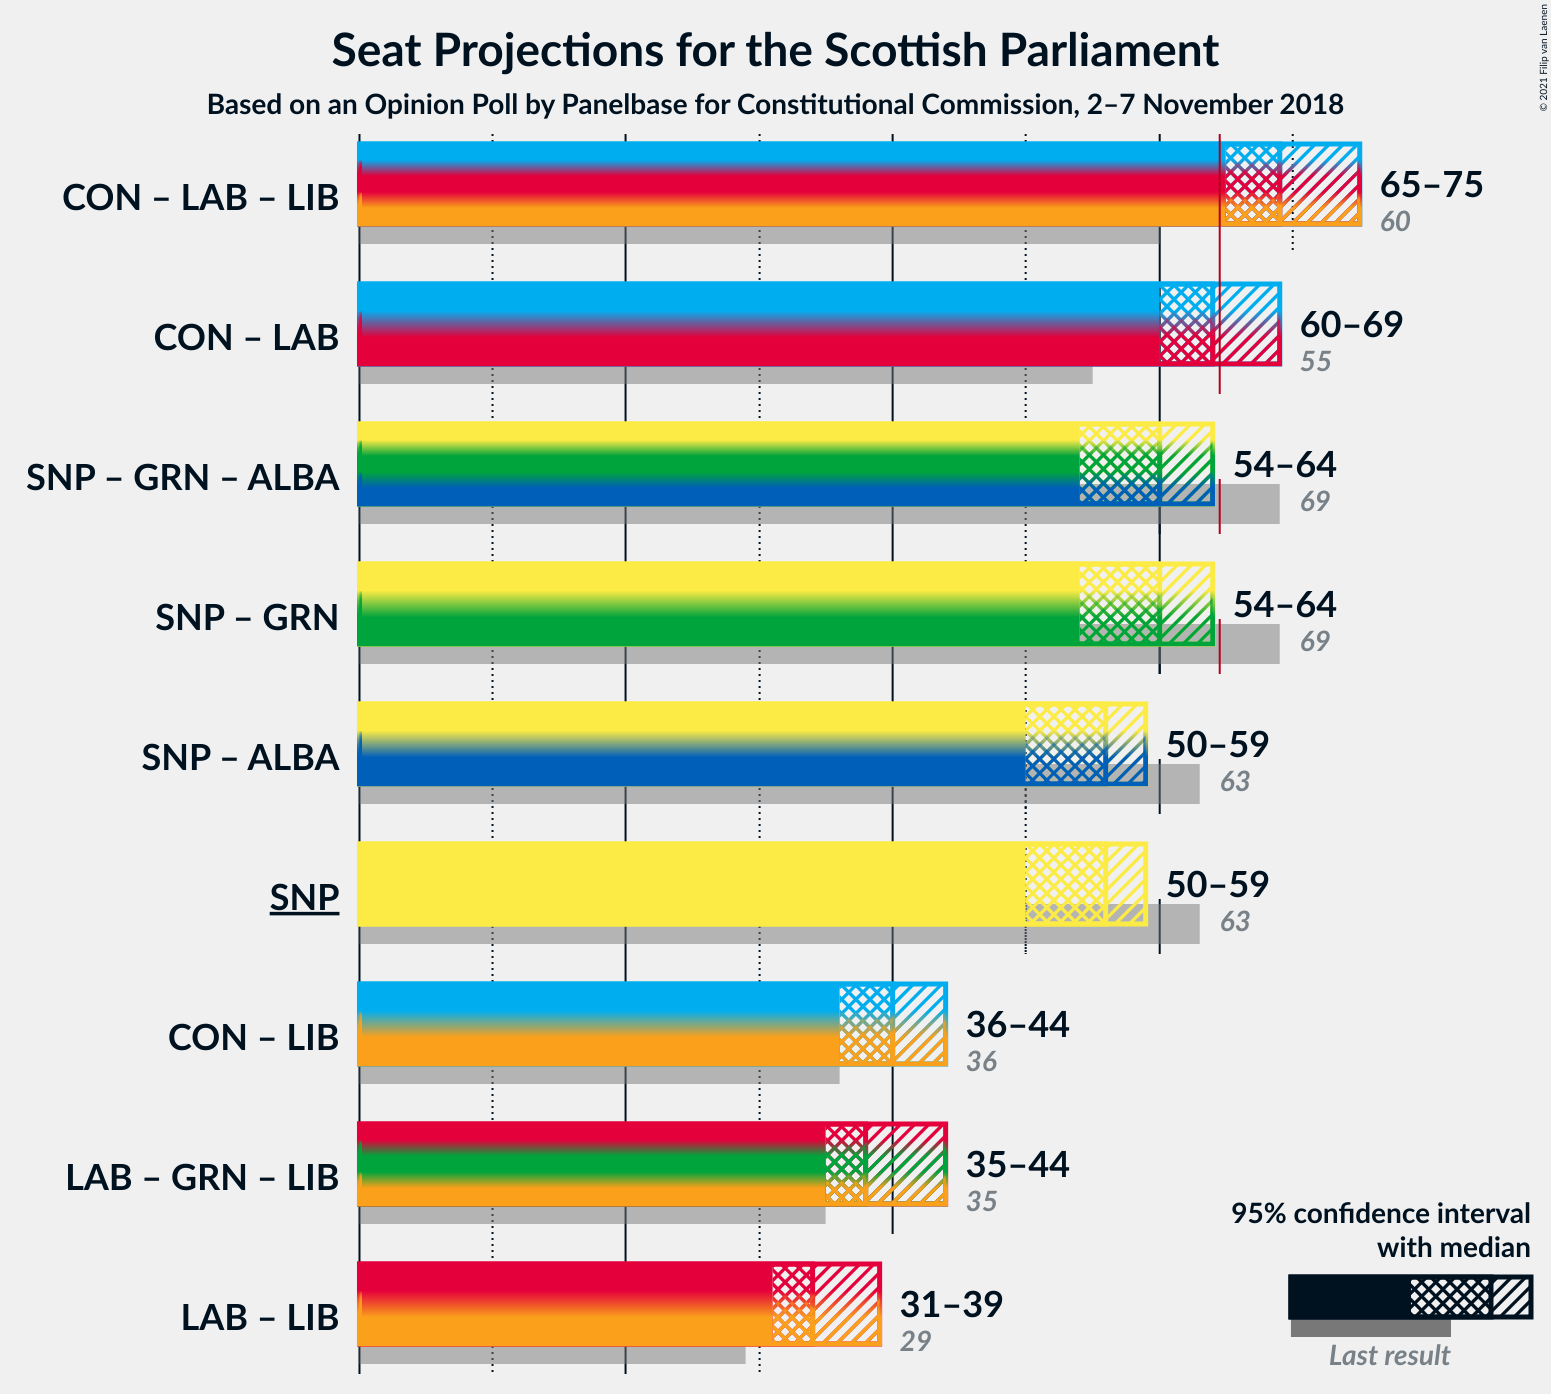 Seat Projections for the Scottish Parliament
Based on an Opinion Poll by Panelbase for Constitutional Commission, 2–7 November 2018
© 2021 Filip van Laenen
CON – LAB – LIB
65–75
60
CON – LAB
60–69
55
SNP – GRN – ALBA
54–64
69
SNP – GRN
54–64
69
SNP – ALBA
50–59
63
SNP
50–59
63
CON – LIB
36–44
36
LAB – GRN – LIB
35–44
35
LAB – LIB
31–39
29
95% confidence interval
with median
Last result